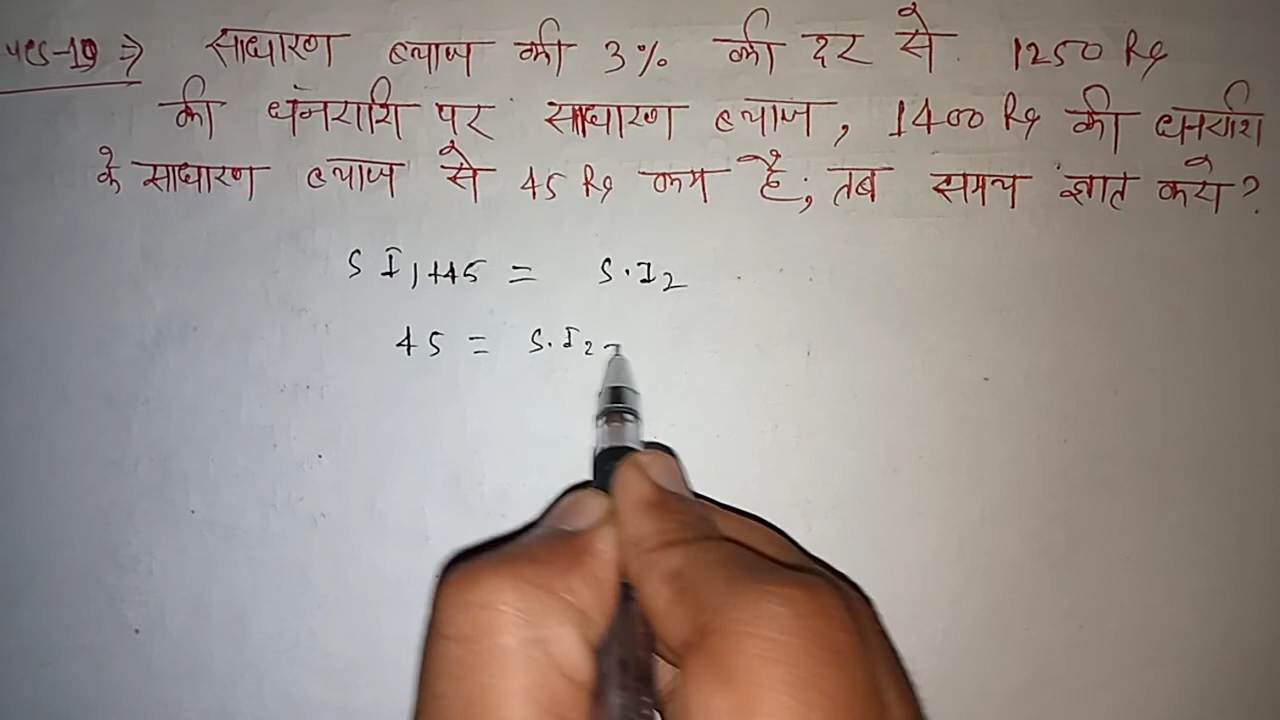 प्रश्न-19 ⇒ साधारण ब्याज की 3% की दर से 1250 Rs
की धनराशि पर साधारण ब्याज, 1400 Rs की धनराशि
के साधारण ब्याज से 45 Rs कम है; तब समय ज्ञात करो?
S I1+45 = S.I2
45 = S.I2 -